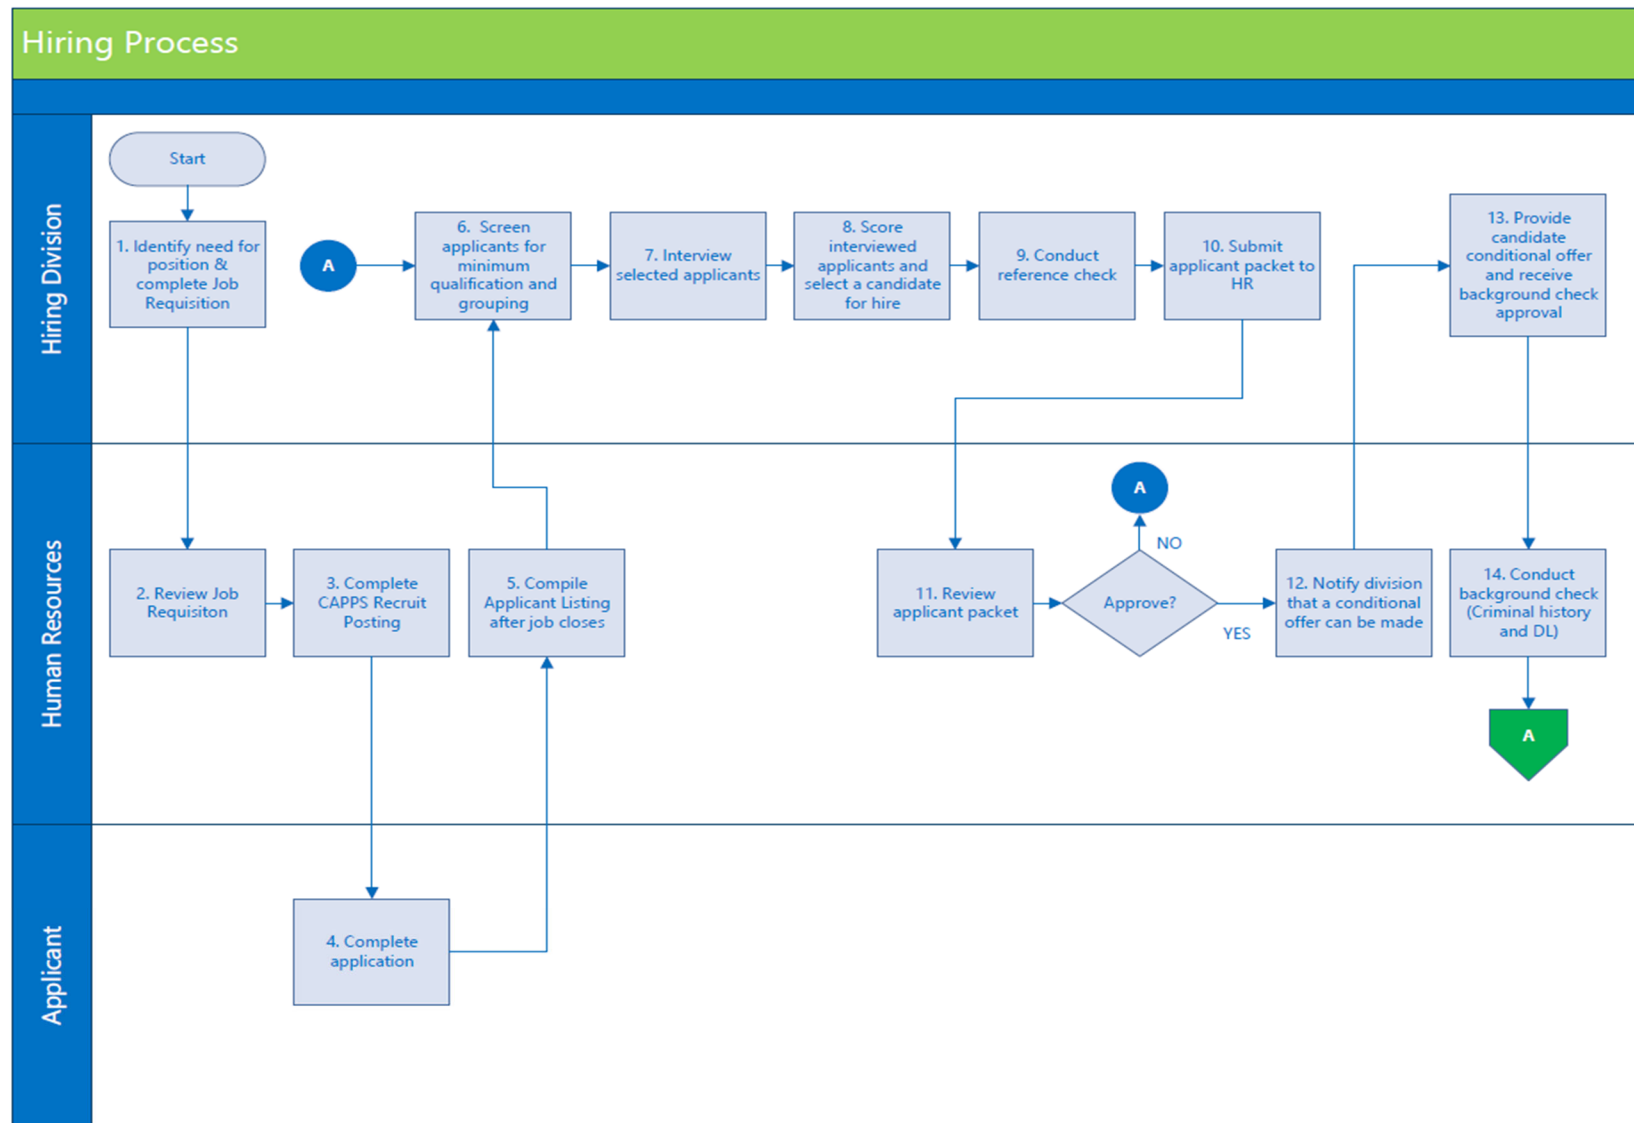 Hiring Process
Hiring Division
Start
1. Identify need for
position &
complete Job
Requisition
A
6. Screen
applicants for
minimum
qualification and
grouping
7. Interview
selected applicants
8. Score
interviewed
applicants and
select a candidate
for hire
9. Conduct
reference check
10. Submit
applicant packet to
HR
13. Provide
candidate
conditional offer
and receive
background check
approval
Human Resources
2. Review Job
Requisiton
3. Complete
CAPPS Recruit
Posting
5. Compile
Applicant Listing
after job closes
11. Review
applicant packet
A
NO
Approve?
YES
12. Notify division
that a conditional
offer can be made
14. Conduct
background check
(Criminal history
and DL)
A
Applicant
4. Complete
application